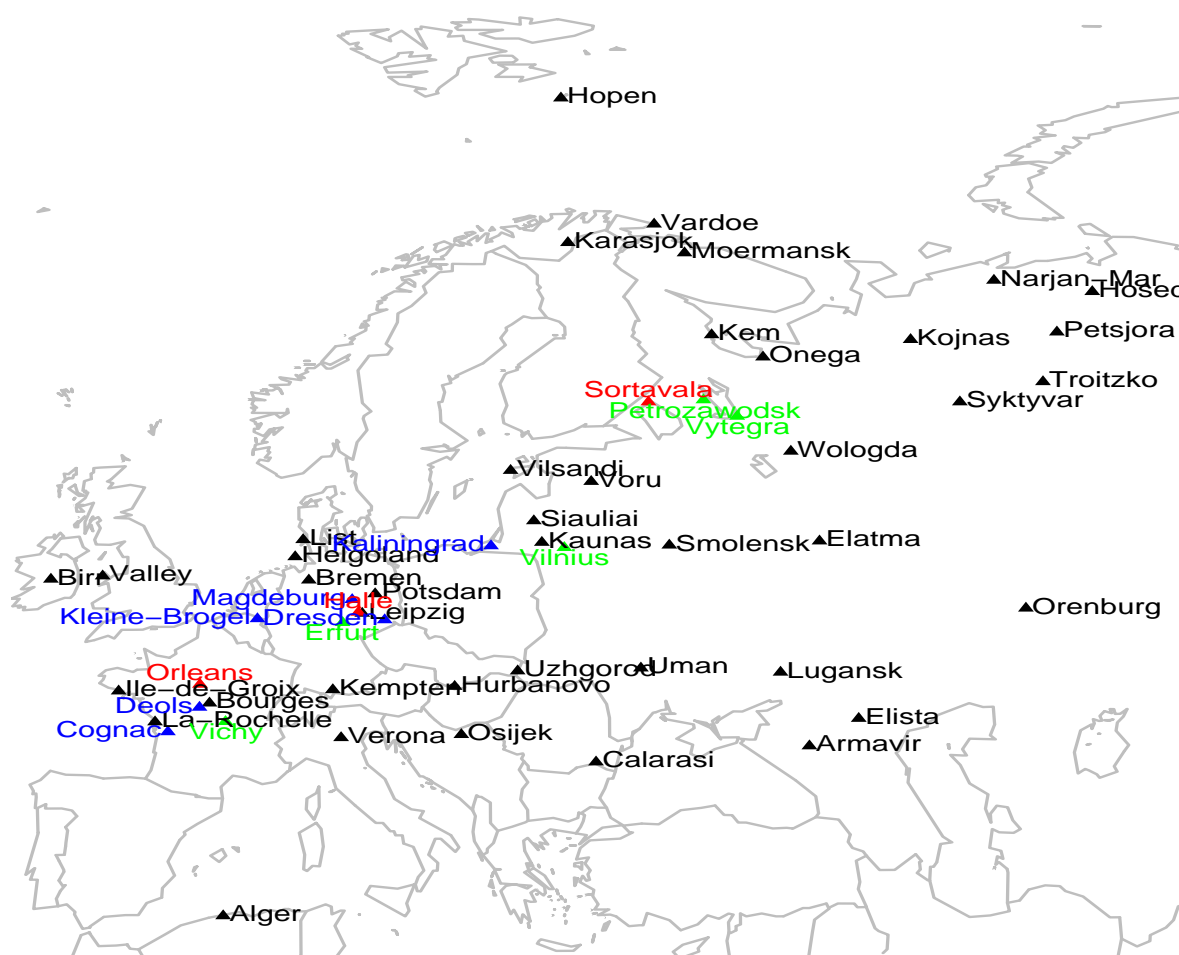 Hopen
Vardoe
Karasjok
Moermansk
Narjan−Mar
Hosec
Kem
Kojnas
Petsjora
Onega
Troitzko
Sortavala
Syktyvar
Petrozawodsk
Vytegra
Wologda
Vilsandi
Voru
Siauliai
List
Kaliningrad
Kaunas
Smolensk
Elatma
Helgoland
Vilnius
Birr
Valley
Bremen
Potsdam
Magdeburg
Halle
Orenburg
Kleine−Brogel
Dresden
Leipzig
Erfurt
Orleans
Uzhgorod
Uman
Lugansk
Ile−de−Groix
Kempten
Hurbanovo
Bourges
Deols
La−Rochelle
Elista
Cognac
Vichy
Verona
Osijek
Armavir
Calarasi
Alger